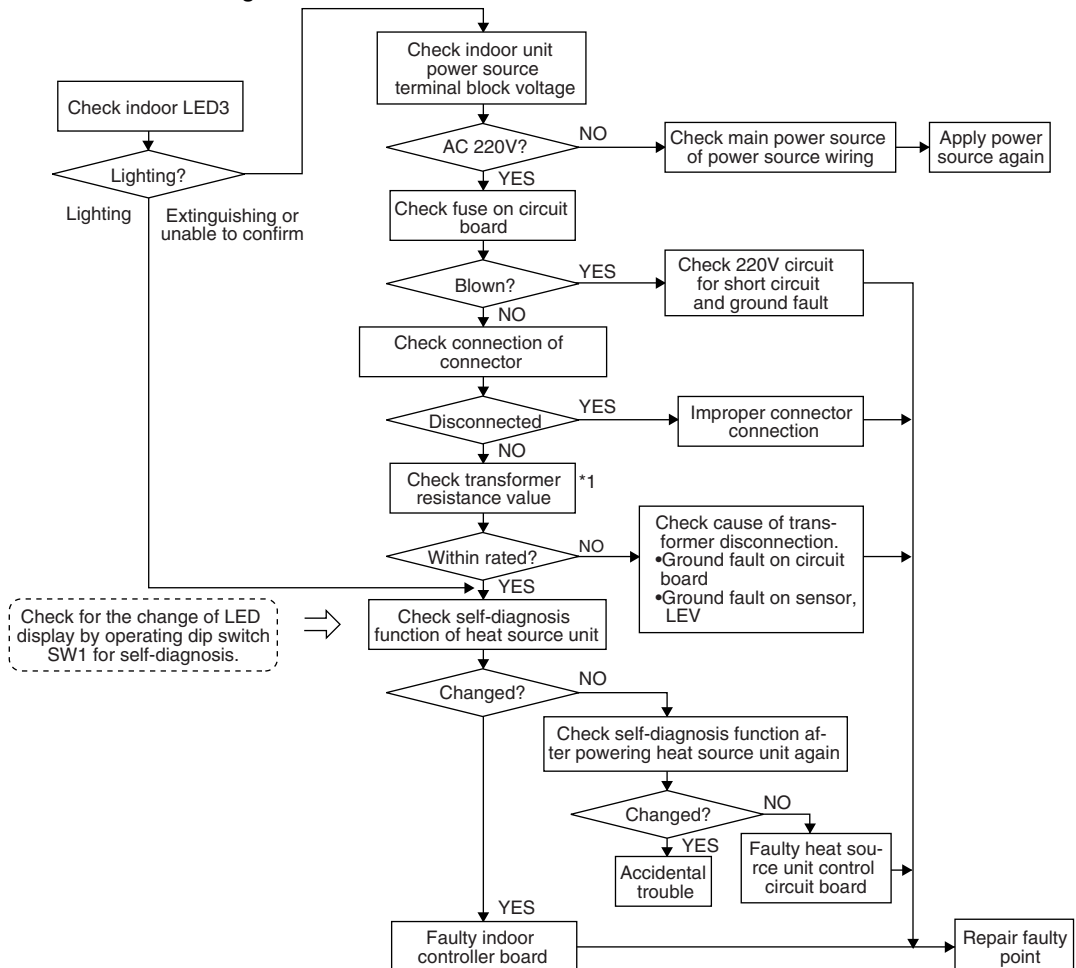 Check indoor unit
power source
terminal block voltage
Check indoor LED3
Lighting?
Lighting
Extinguishing or
unable to confirm
AC 220V?
NO
Check main power source
of power source wiring
Apply power
source again
YES
Check fuse on circuit
board
Blown?
YES
Check 220V circuit
for short circuit
and ground fault
NO
Check connection of
connector
Disconnected
YES
Improper connector
connection
NO
Check transformer
resistance value
*1
Within rated?
NO
Check cause of trans-
former disconnection.
•Ground fault on circuit
board
•Ground fault on sensor,
LEV
YES
Check for the change of LED
display by operating dip switch
SW1 for self-diagnosis.
Check self-diagnosis
function of heat source unit
Changed?
NO
Check self-diagnosis function af-
ter powering heat source unit again
Changed?
NO
YES
Accidental
trouble
Faulty heat sou-
rce unit control
circuit board
YES
Faulty indoor
controller board
Repair faulty
point